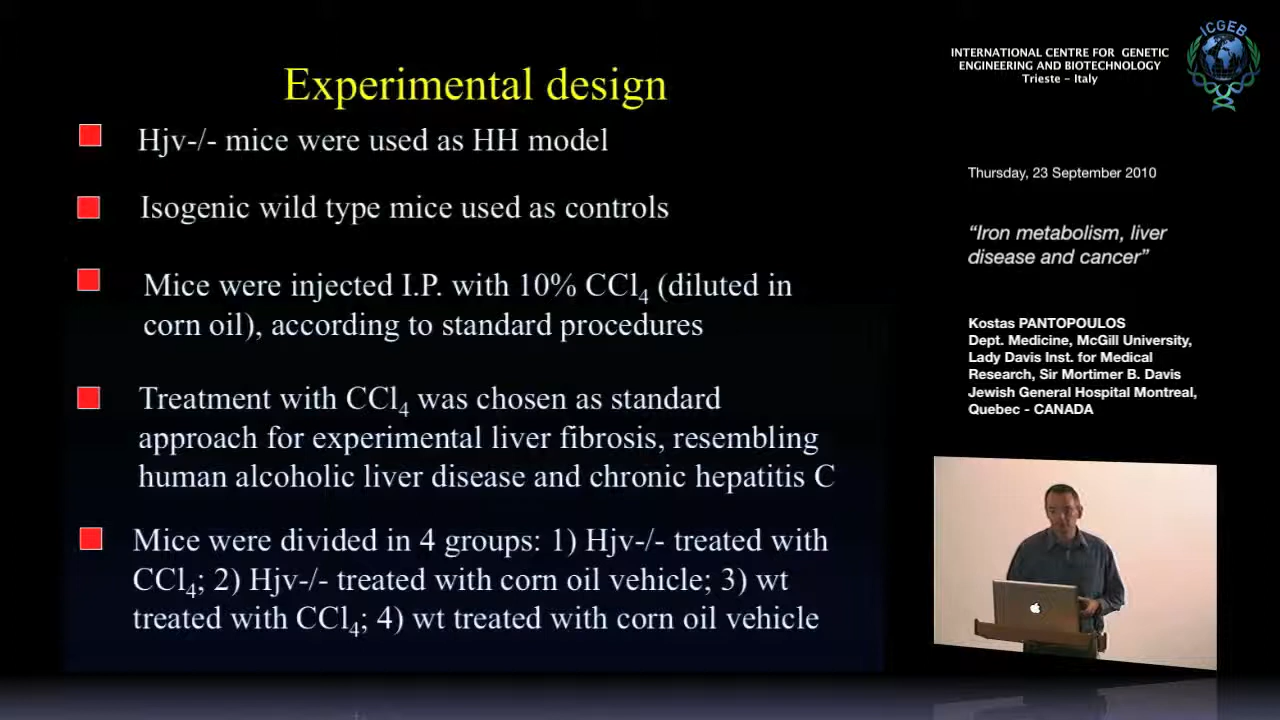 Experimental design
Hjv-/- mice were used as HH model
Isogenic wild type mice used as controls
Mice were injected I.P. with 10% CCl4 (diluted in
corn oil), according to standard procedures
Treatment with CCl4 was chosen as standard
approach for experimental liver fibrosis, resembling
human alcoholic liver disease and chronic hepatitis C
Mice were divided in 4 groups: 1) Hjv-/- treated with
CCl4; 2) Hjv-/- treated with corn oil vehicle; 3) wt
treated with CCl4; 4) wt treated with corn oil vehicle
INTERNATIONAL CENTRE FOR GENETIC
ENGINEERING AND BIOTECHNOLOGY
Trieste - Italy
ICGEB
Thursday, 23 September 2010
“Iron metabolism, liver
disease and cancer”
Kostas PANTOPOULOS
Dept. Medicine, McGill University,
Lady Davis Inst. for Medical
Research, Sir Mortimer B. Davis
Jewish General Hospital Montreal,
Quebec - CANADA